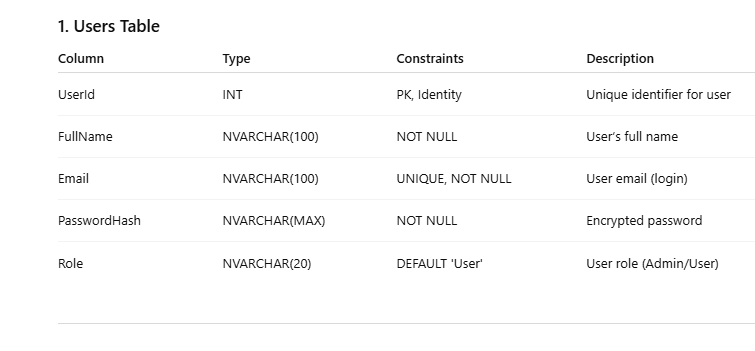 1. Users Table
Column Type Constraints Description
UserId INT PK, Identity Unique identifier for user
FullName NVARCHAR(100) NOT NULL User's full name
Email NVARCHAR(100) UNIQUE, NOT NULL User email (login)
PasswordHash NVARCHAR(MAX) NOT NULL Encrypted password
Role NVARCHAR(20) DEFAULT 'User' User role (Admin/User)